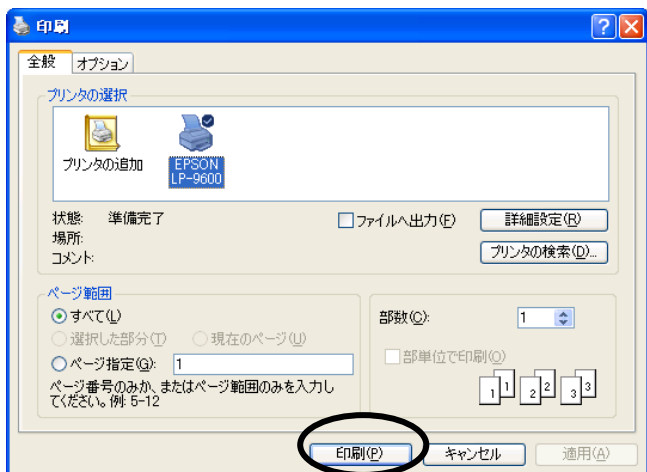 印刷
全般 オプション
プリンタの選択
プリンタの追加
EPSON
LP-9600
状態: 準備完了
場所:
コメント:
ファイルへ出力(F)
詳細設定(R)
プリンタの検索(D)...
ページ範囲
すべて(L)
選択した部分(T) 現在のページ(U)
ページ指定(G): 1
ページ番号のみか、またはページ範囲のみを入力し
てください。例: 5-12
部数(C): 1
部単位で印刷(O)
1 1 2 2 3 3
印刷(P) キャンセル 適用(A)